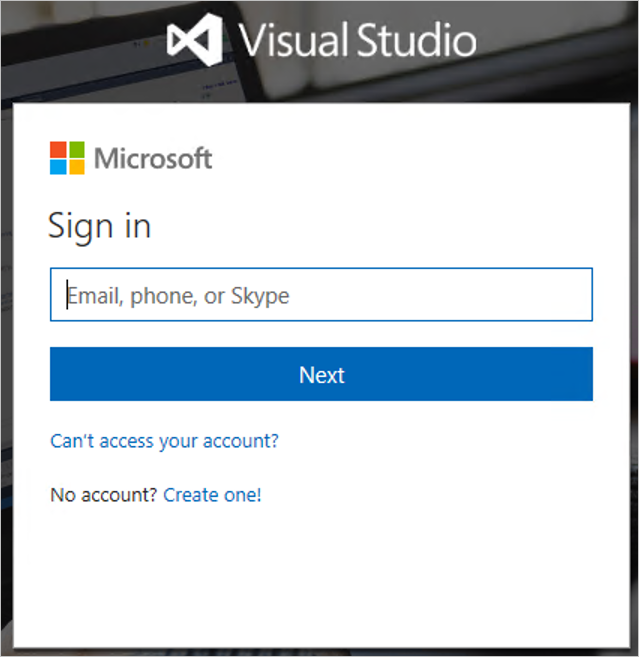 Visual Studio
Microsoft
Sign in
Email, phone, or Skype
Next
Can't access your account?
No account? Create one!